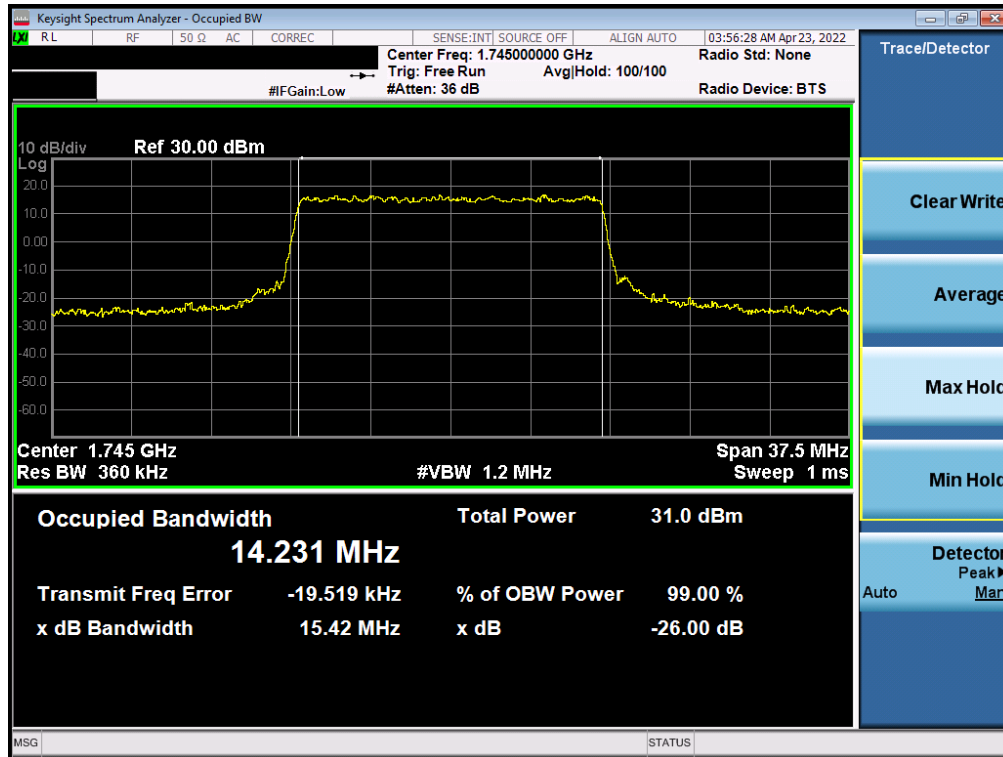 Keysight Spectrum Analyzer - Occupied BW
LXI RL RF 50 Ω AC CORREC SENSE:INT SOURCE OFF ALIGN AUTO 03:56:28 AM Apr 23, 2022
Center Freq: 1.745000000 GHz Radio Std: None
Trig: Free Run Avg|Hold: 100/100
#IFGain:Low #Atten: 36 dB Radio Device: BTS
10 dB/div Ref 30.00 dBm
Log
20.0
10.0
0.00
-10.0
-20.0
-30.0
-40.0
-50.0
-60.0
Center 1.745 GHz Span 37.5 MHz
Res BW 360 kHz #VBW 1.2 MHz Sweep 1 ms
Occupied Bandwidth Total Power 31.0 dBm
14.231 MHz
Transmit Freq Error -19.519 kHz % of OBW Power 99.00 %
x dB Bandwidth 15.42 MHz x dB -26.00 dB
MSG STATUS
Trace/Detector
Clear Write
Average
Max Hold
Min Hold
Detector
Peak
Auto Man